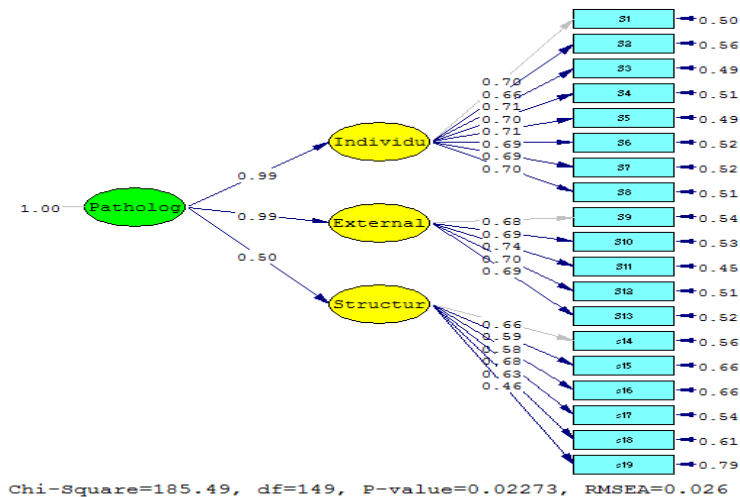 S1 0.50
S2 0.56
0.70 S3 0.49
0.66
0.71 S4 0.51
0.70
0.71 S5 0.49
0.69
Individu S6 0.52
0.69
0.70 S7 0.52
0.99 S8 0.51
1.00 Patholog
0.68 S9 0.54
0.99 External 0.69
0.74 S10 0.53
0.70
0.50 0.69 S11 0.45
S12 0.51
Structur S13 0.52
0.66 s14 0.56
0.59
0.58 s15 0.66
0.68
0.63 s16 0.66
0.46
s17 0.54
s18 0.61
s19 0.79
Chi-Square=185.49, df=149, P-value=0.02273, RMSEA=0.026